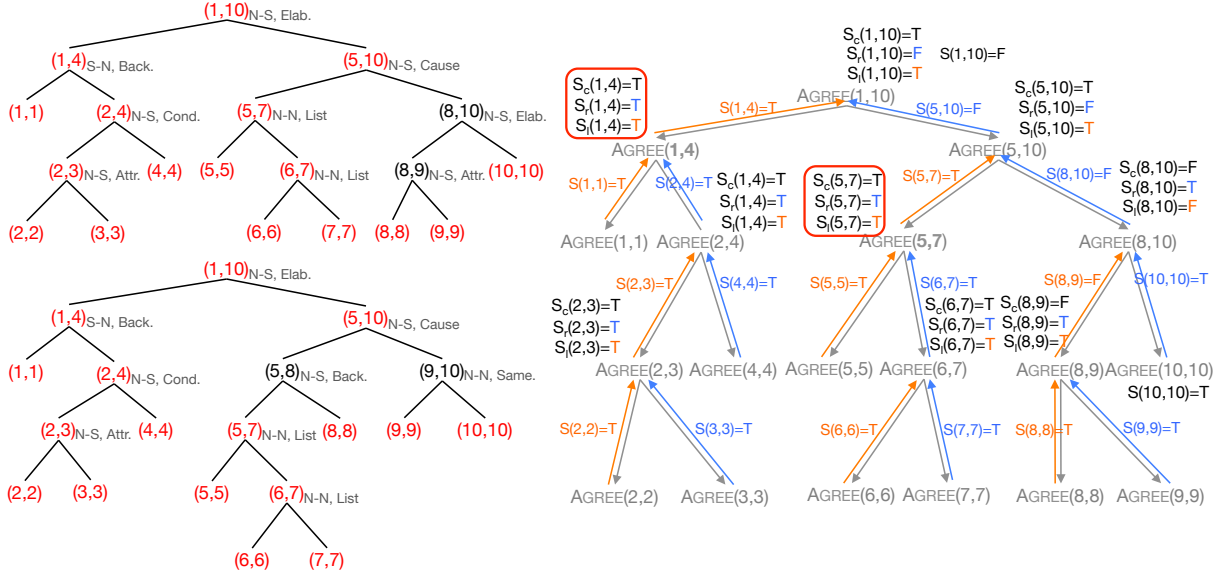 (1,10) N-S, Elab.
(1,4) S-N, Back.
(5,10) N-S, Cause
(1,1)
(2,4) N-S, Cond.
(5,7) N-N, List
(8,10) N-S, Elab.
(2,3) N-S, Attr.
(4,4)
(5,5)
(6,7) N-N, List
(8,9) N-S, Attr.
(10,10)
(2,2)
(3,3)
(6,6)
(7,7)
(8,8)
(9,9)
(1,10) N-S, Elab.
(1,4) S-N, Back.
(5,10) N-S, Cause
(1,1)
(2,4) N-S, Cond.
(5,8) N-S, Back.
(9,10) N-N, Same.
(2,3) N-S, Attr.
(4,4)
(5,7) N-N, List
(8,8)
(9,9)
(10,10)
(2,2)
(3,3)
(5,5)
(6,7) N-N, List
(6,6)
(7,7)
Sc(1,10)=T
Sr(1,10)=F S(1,10)=F
Sl(1,10)=T
AGREE(1,10)
Sc(1,4)=T
Sr(1,4)=T
Sl(1,4)=T
S(1,4)=T
S(5,10)=F
Sc(5,10)=T
Sr(5,10)=F
Sl(5,10)=T
AGREE(1,4)
AGREE(5,10)
S(1,1)=T
S(2,4)=T
Sc(1,4)=T
Sr(1,4)=T
Sl(1,4)=T
Sc(5,7)=T
Sr(5,7)=T
Sl(5,7)=T
S(5,7)=T
S(8,10)=F
Sc(8,10)=F
Sr(8,10)=T
Sl(8,10)=F
AGREE(1,1)
AGREE(2,4)
AGREE(5,7)
AGREE(8,10)
S(2,3)=T
S(4,4)=T
S(5,5)=T
S(6,7)=T
S(8,9)=F
S(10,10)=T
Sc(2,3)=T
Sr(2,3)=T
Sl(2,3)=T
Sc(6,7)=T
Sr(6,7)=T
Sl(6,7)=T
Sc(8,9)=F
Sr(8,9)=T
Sl(8,9)=T
AGREE(2,3)
AGREE(4,4)
AGREE(5,5)
AGREE(6,7)
AGREE(8,9)
AGREE(10,10)
S(10,10)=T
S(2,2)=T
S(3,3)=T
S(6,6)=T
S(7,7)=T
S(8,8)=T
S(9,9)=T
AGREE(2,2)
AGREE(3,3)
AGREE(6,6)
AGREE(7,7)
AGREE(8,8)
AGREE(9,9)